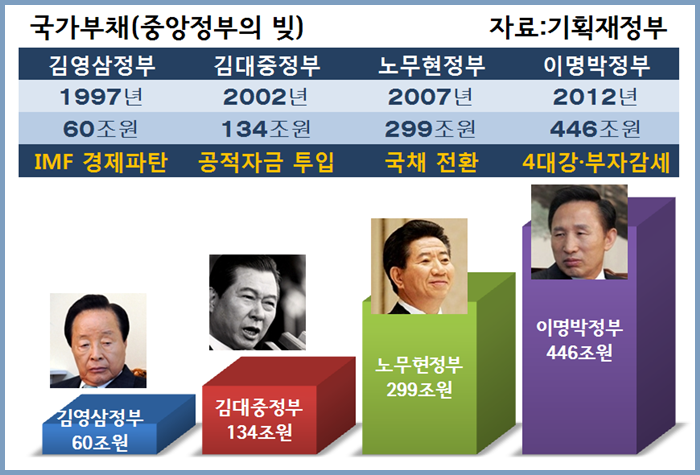 국가부채(중앙정부의 빚) 자료:기획재정부
김영삼정부 김대중정부 노무현정부 이명박정부
1997년 2002년 2007년 2012년
60조원 134조원 299조원 446조원
IMF 경제파탄 공적자금 투입 국채 전환 4대강·부자감세
이명박정부
446조원
노무현정부
299조원
김대중정부
134조원
김영삼정부
60조원